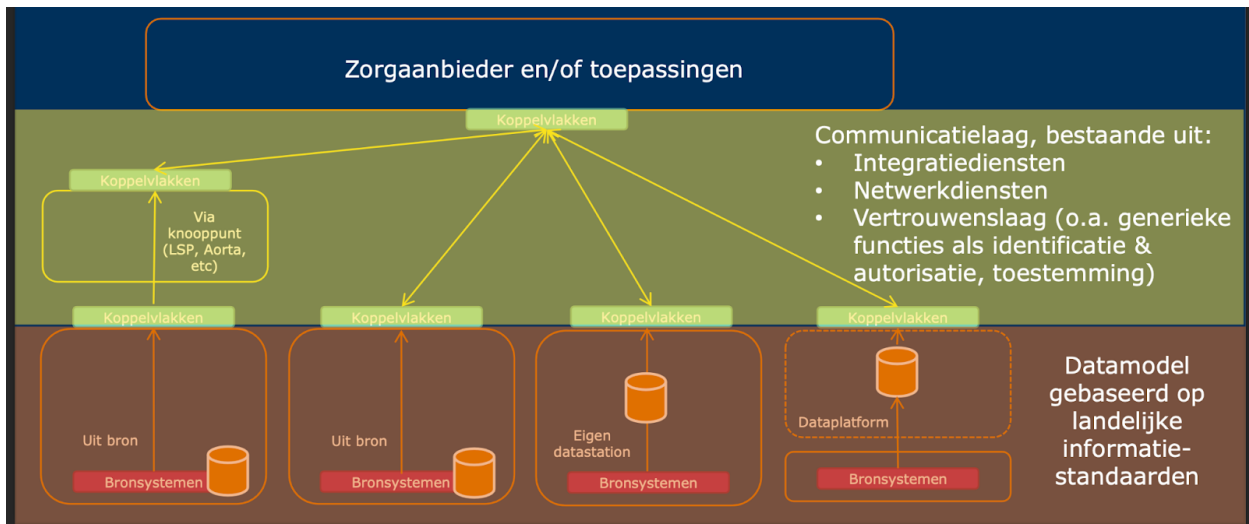 Zorgaanbieder en/of toepassingen
Koppelvlakken
Communicatielaag, bestaande uit:
• Integratiediensten
• Netwerkdiensten
• Vertrouwenslaag (o.a. generieke
functies als identificatie &
autorisatie, toestemming)
Koppelvlakken
Via
knooppunt
(LSP, Aorta,
etc)
Koppelvlakken
Koppelvlakken
Koppelvlakken
Koppelvlakken
Uit bron
Bronsystemen
Uit bron
Bronsystemen
Eigen
datastation
Bronsystemen
Dataplatform
Bronsystemen
Datamodel
gebaseerd op
landelijke
informatie-
standaarden